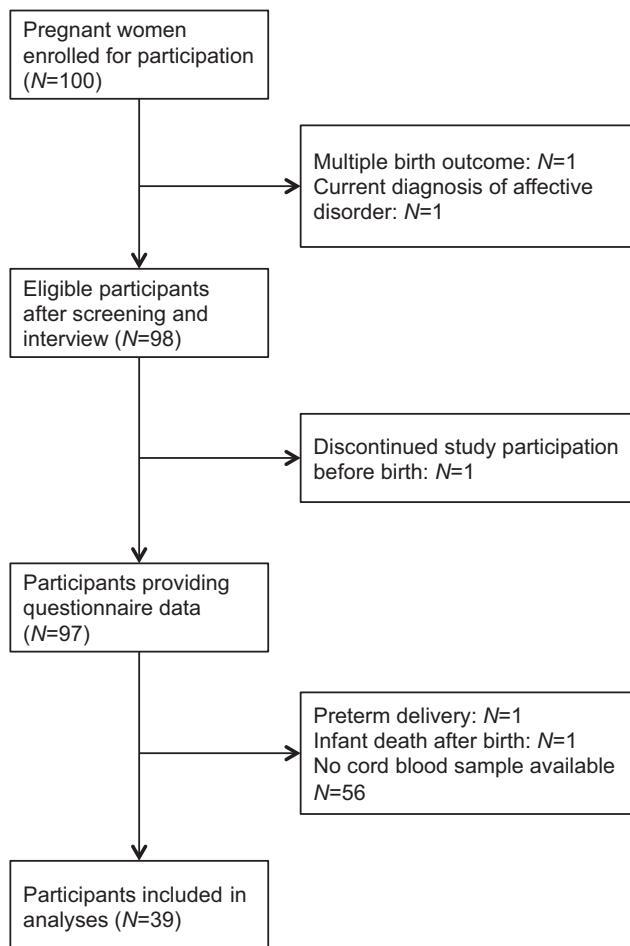 Pregnant women
enrolled for participation
(N=100)
Multiple birth outcome: N=1
Current diagnosis of affective
disorder: N=1
Eligible participants
after screening and
interview (N=98)
Discontinued study participation
before birth: N=1
Participants providing
questionnaire data
(N=97)
Preterm delivery: N=1
Infant death after birth: N=1
No cord blood sample available
N=56
Participants included in
analyses (N=39)